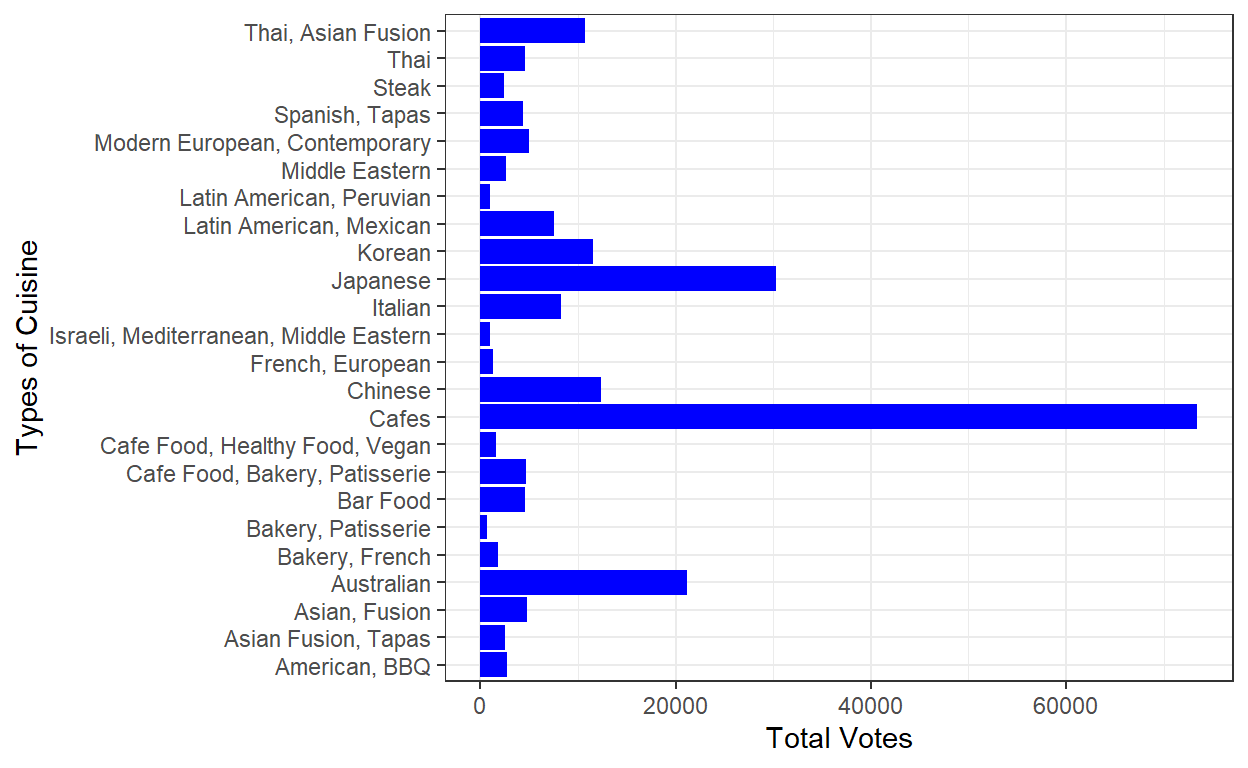 Thai, Asian Fusion
Thai
Steak
Spanish, Tapas
Modern European, Contemporary
Middle Eastern
Latin American, Peruvian
Latin American, Mexican
Korean
Japanese
Italian
Israeli, Mediterranean, Middle Eastern
French, European
Chinese
Cafes
Cafe Food, Healthy Food, Vegan
Cafe Food, Bakery, Patisserie
Bar Food
Bakery, Patisserie
Bakery, French
Australian
Asian, Fusion
Asian Fusion, Tapas
American, BBQ
Types of Cuisine
0 20000 40000 60000
Total Votes